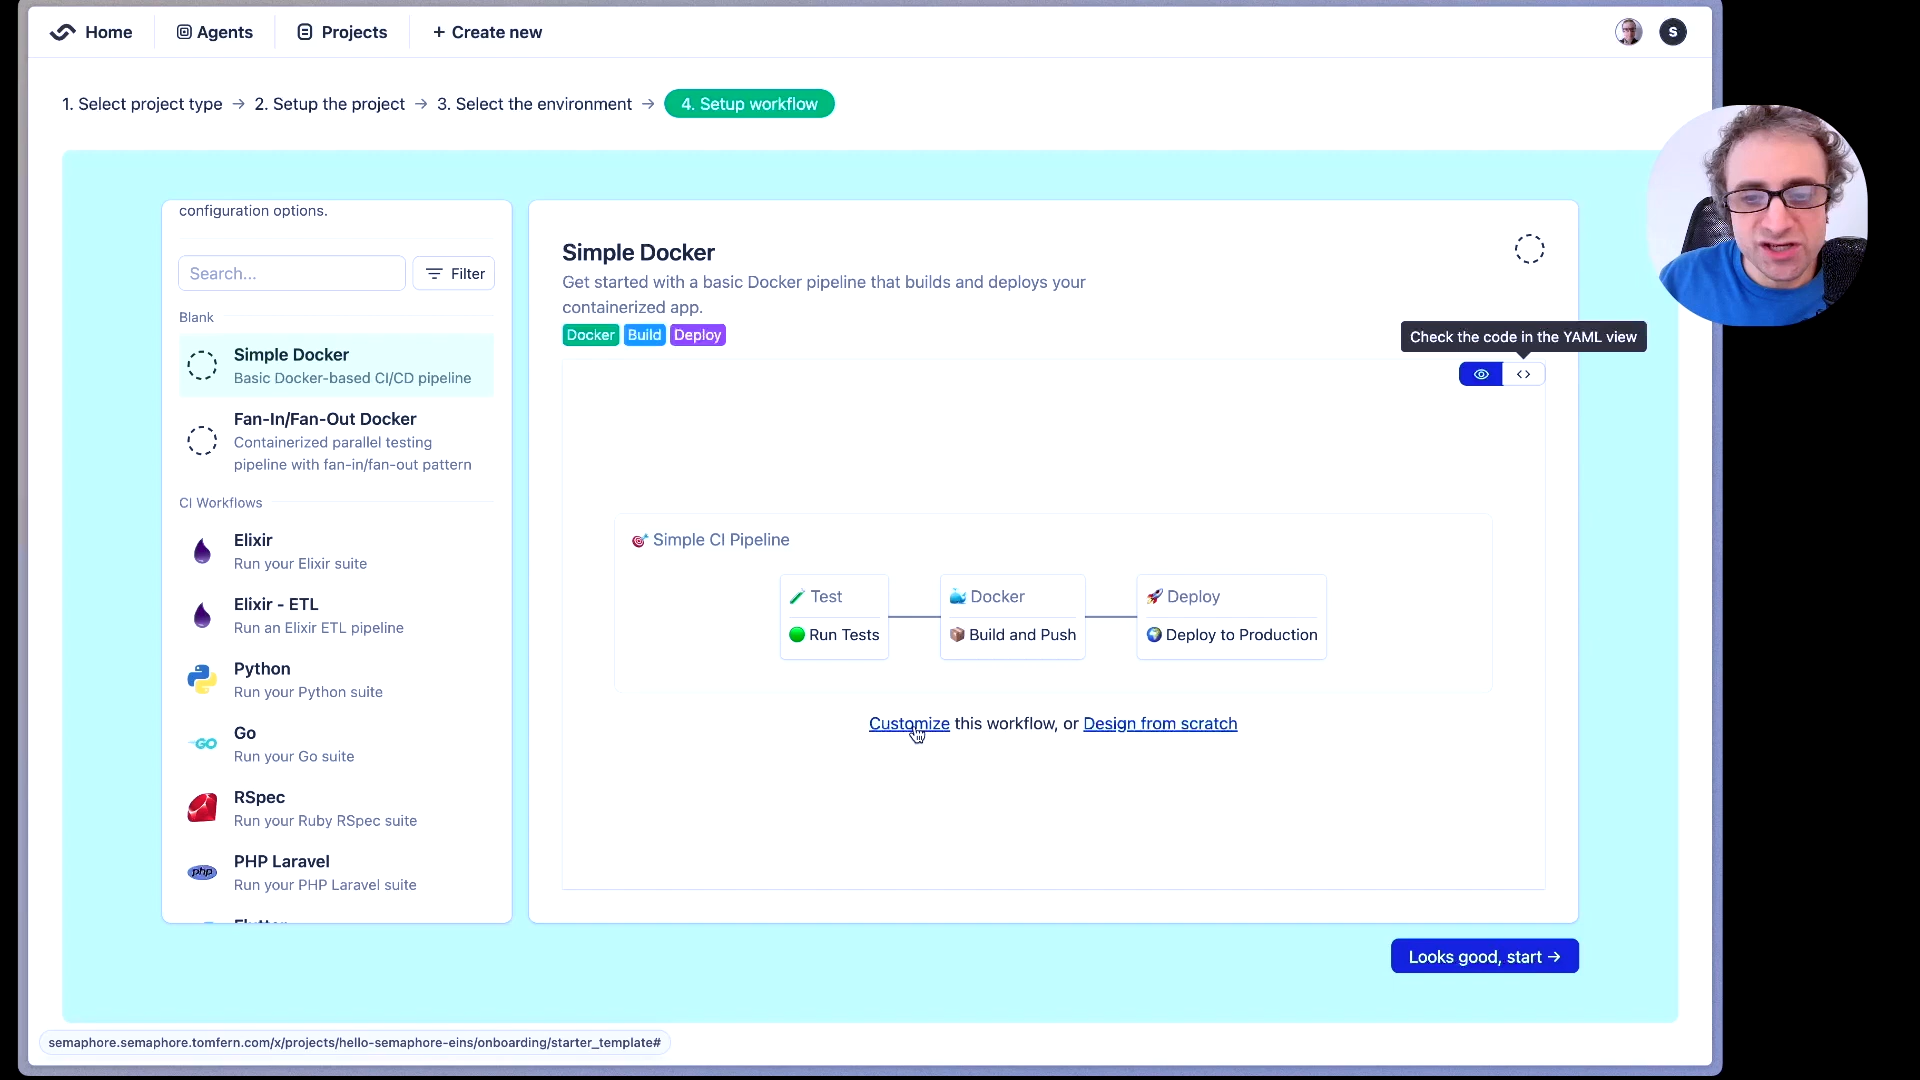 Home
Agents
Projects
+ Create new
S
1. Select project type → 2. Setup the project → 3. Select the environment → 4. Setup workflow
configuration options.
Search...
Filter
Blank
Simple Docker
Basic Docker-based CI/CD pipeline
Fan-In/Fan-Out Docker
Containerized parallel testing
pipeline with fan-in/fan-out pattern
CI Workflows
Elixir
Run your Elixir suite
Elixir - ETL
Run an Elixir ETL pipeline
Python
Run your Python suite
GO
Go
Run your Go suite
RSpec
Run your Ruby RSpec suite
php
PHP Laravel
Run your PHP Laravel suite
Simple Docker
Get started with a basic Docker pipeline that builds and deploys your
containerized app.
Docker Build Deploy
Check the code in the YAML view
Simple CI Pipeline
Test
Run Tests
Docker
Build and Push
Deploy
Deploy to Production
Customize this workflow, or Design from scratch
Looks good, start →
semaphore.semaphore.tomfern.com/x/projects/hello-semaphore-eins/onboarding/starter_template#